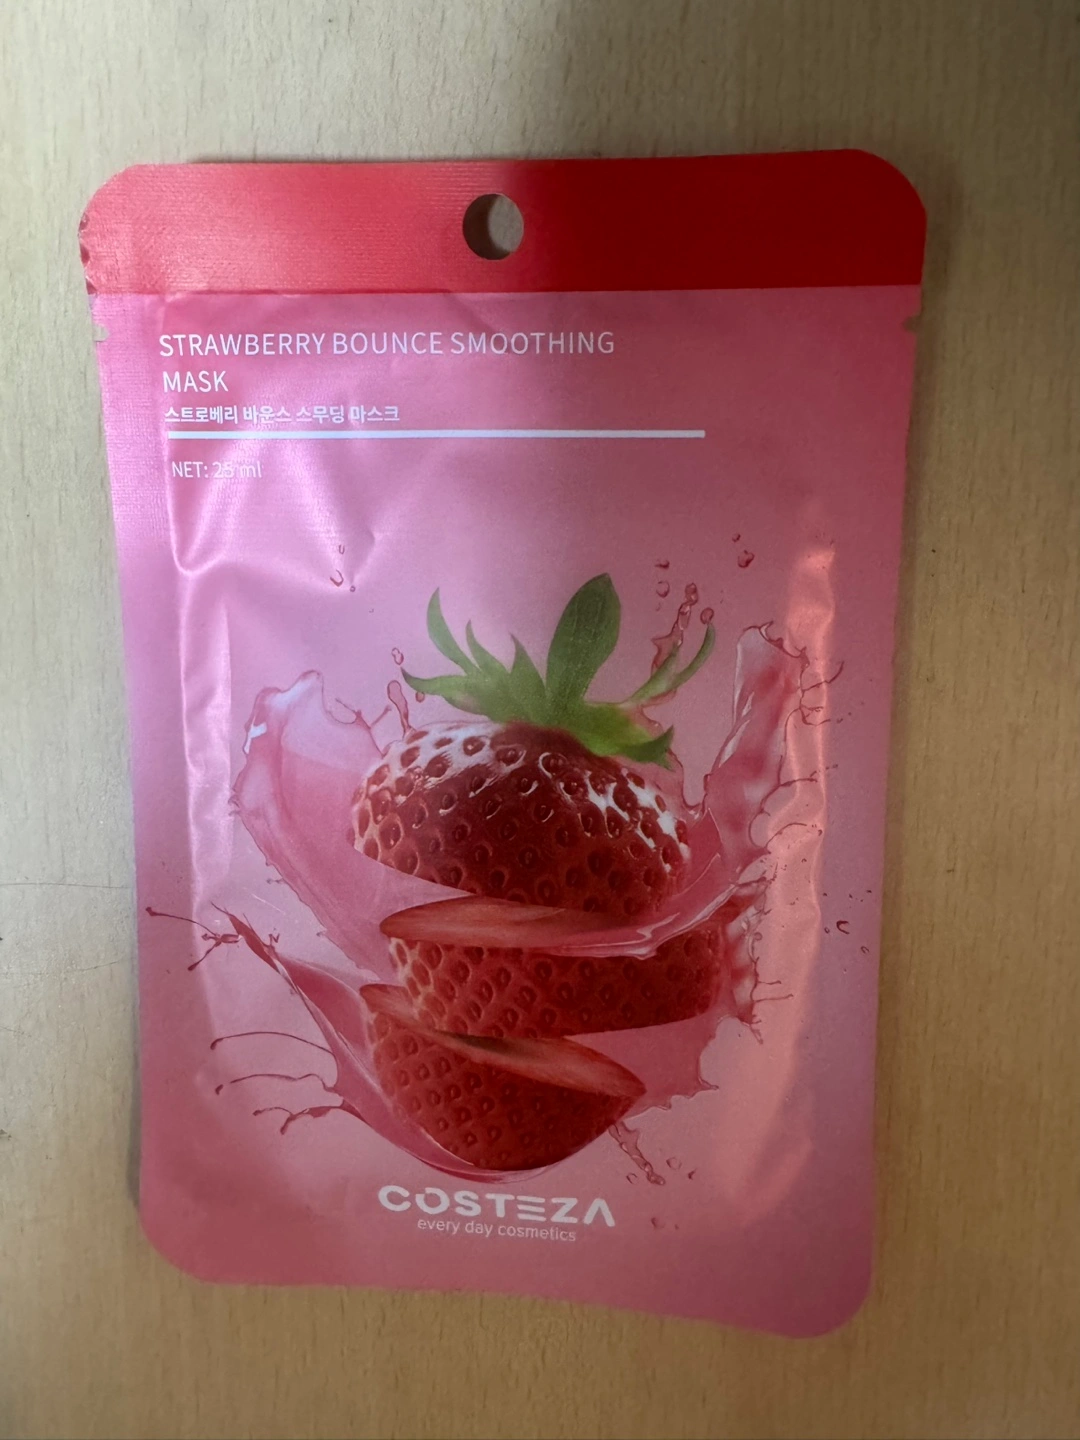 STRAWBERRY BOUNCE SMOOTHING
MASK
스트로베리 바운스 스무딩 마스크
NET: 25 ml
COSTEZA
every day cosmetics